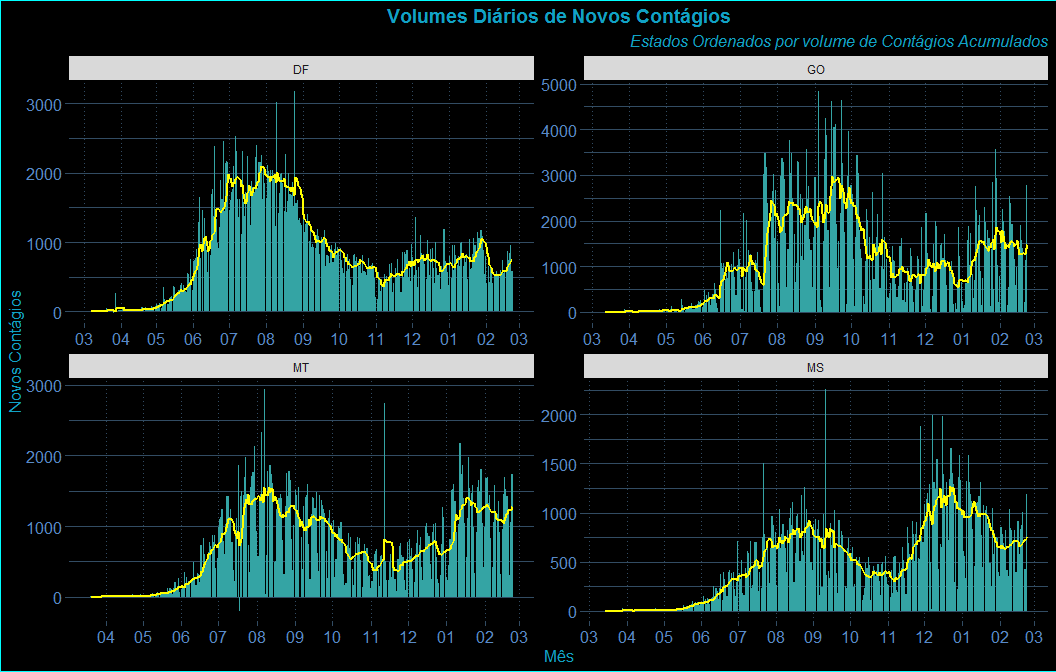 Volumes Diários de Novos Contágios
Estados Ordenados por volume de Contágios Acumulados
Novos Contágios
DF
3000
2000
1000
0
03 04 05 06 07 08 09 10 11 12 01 02 03
GO
5000
4000
3000
2000
1000
0
03 04 05 06 07 08 09 10 11 12 01 02 03
MT
3000
2000
1000
0
04 05 06 07 08 09 10 11 12 01 02 03
MS
2000
1500
1000
500
0
03 04 05 06 07 08 09 10 11 12 01 02 03
Mês